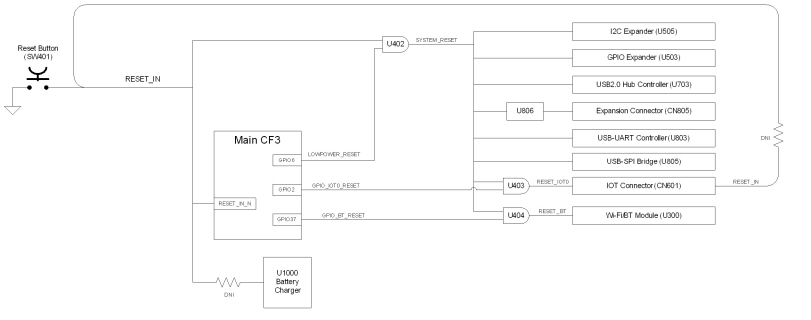 Reset Button
(SW401)
RESET_IN
U402
SYSTEM_RESET
I2C Expander (U505)
GPIO Expander (U503)
USB2.0 Hub Controller (U703)
U806
Expansion Connector (CN805)
USB-UART Controller (U803)
DNI
USB-SPI Bridge (U805)
Main CF3
GPIO6
LOWPOWER_RESET
GPIO2
GPIO_IOT0_RESET
U403
RESET_IOT0
IOT Connector (CN601)
RESET_IN
RESET_IN_N
GPIO37
GPIO_BT_RESET
U404
RESET_BT
Wi-Fi/BT Module (U300)
DNI
U1000
Battery
Charger